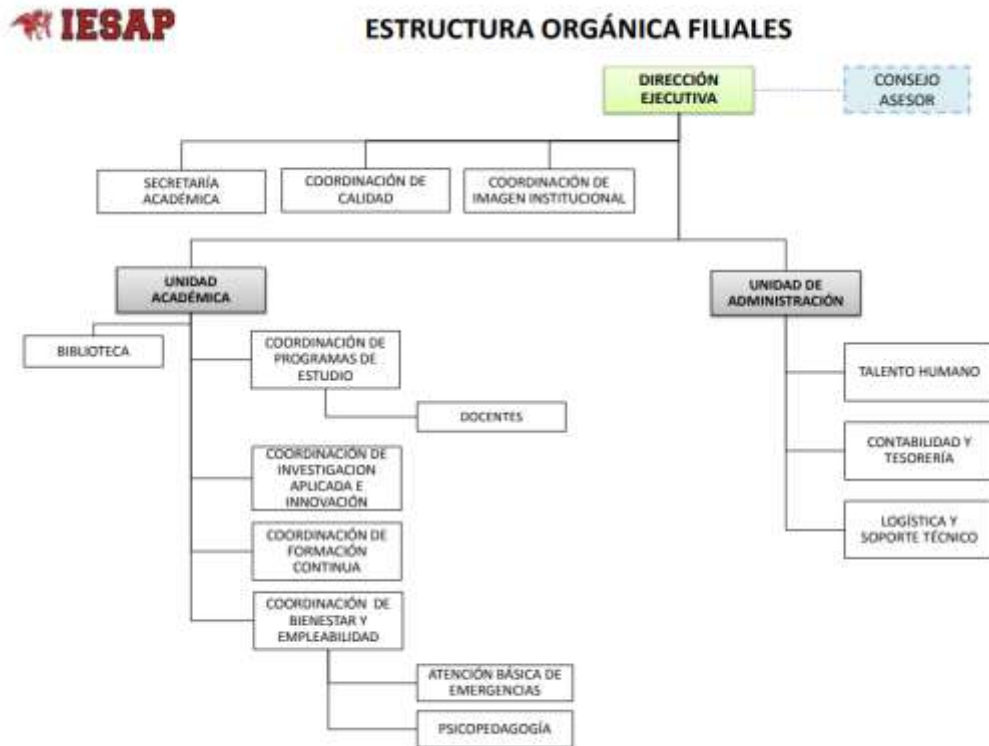 IESAP
ESTRUCTURA ORGÁNICA FILIALES
DIRECCIÓN
EJECUTIVA
CONSEJO
ASESOR
SECRETARÍA
ACADÉMICA
COORDINACIÓN DE
CALIDAD
COORDINACIÓN DE
IMAGEN INSTITUCIONAL
UNIDAD
ACADÉMICA
UNIDAD DE
ADMINISTRACIÓN
BIBLIOTECA
COORDINACIÓN DE
PROGRAMAS DE
ESTUDIO
TALENTO HUMANO
DOCENTES
CONTABILIDAD Y
TESORERÍA
COORDINACIÓN DE
INVESTIGACION
APLICADA E
INNOVACIÓN
LOGÍSTICA Y
SOPORTE TÉCNICO
COORDINACIÓN DE
FORMACIÓN
CONTINUA
COORDINACIÓN DE
BIENESTAR Y
EMPLEABILIDAD
ATENCIÓN BÁSICA DE
EMERGENCIAS
PSICOPEDAGOGÍA